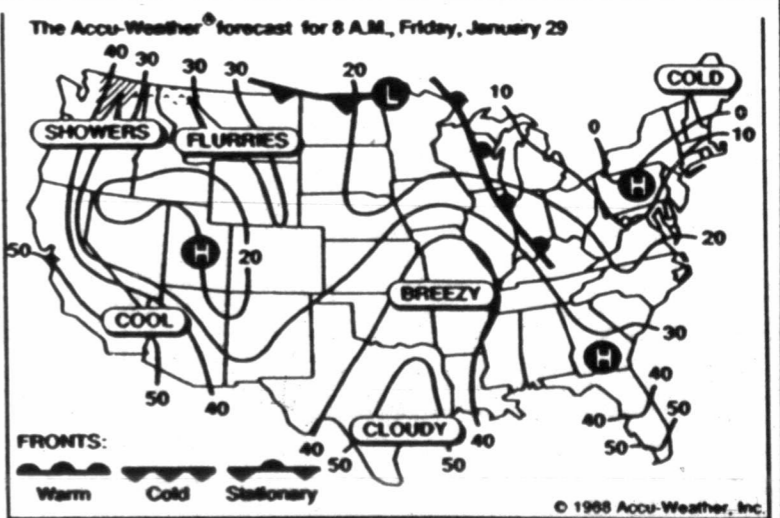 The Accu-Weather® forecast for 8 A.M., Friday, January 29
40 30 30 30 20 10 0 0 10
COLD
SHOWERS
FLURRIES
L
H
H
50
20
20
BREEZY
COOL
30
H
50 40
40
50
40
50
CLOUDY
40
50
50
40
FRONTS:
Warm Cold Stationary
© 1988 Accu-Weather, Inc.